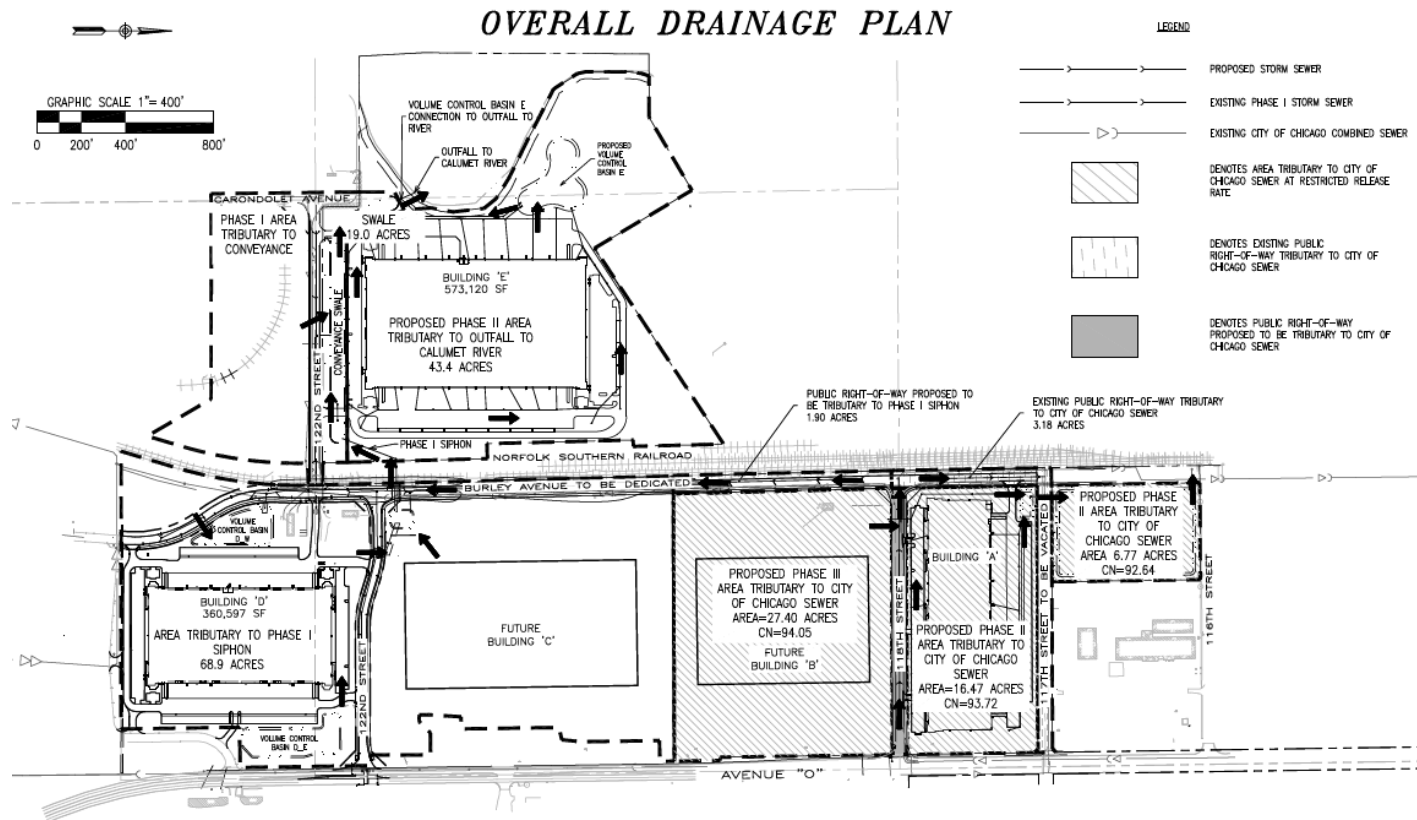 OVERALL DRAINAGE PLAN
GRAPHIC SCALE 1"= 400'
0 200' 400' 800'
LEGEND
PROPOSED STORM SEWER
EXISTING PHASE I STORM SEWER
EXISTING CITY OF CHICAGO COMBINED SEWER
DENOTES AREA TRIBUTARY TO CITY OF
CHICAGO SEWER AT RESTRICTED RELEASE
RATE
DENOTES EXISTING PUBLIC
RIGHT-OF-WAY TRIBUTARY TO CITY OF
CHICAGO SEWER
DENOTES PUBLIC RIGHT-OF-WAY
PROPOSED TO BE TRIBUTARY TO CITY OF
CHICAGO SEWER
VOLUME CONTROL BASIN E
CONNECTION TO OUTFALL TO
RIVER
OUTFALL TO
CALUMET RIVER
PROPOSED
VOLUME
CONTROL
BASIN E
CARONDOLET AVENUE
PHASE I AREA
TRIBUTARY TO
CONVEYANCE
SWALE
19.0 ACRES
122ND STREET
CONVEYANCE SWALE
BUILDING 'E'
573,120 SF
PROPOSED PHASE II AREA
TRIBUTARY TO OUTFALL TO
CALUMET RIVER
43.4 ACRES
PHASE I SIPHON
NORFOLK SOUTHERN RAILROAD
BURLEY AVENUE TO BE DEDICATED
PUBLIC RIGHT-OF-WAY PROPOSED TO
BE TRIBUTARY TO PHASE I SIPHON
1.90 ACRES
EXISTING PUBLIC RIGHT-OF-WAY TRIBUTARY
TO CITY OF CHICAGO SEWER
3.18 ACRES
VOLUME
CONTROL BASIN
D_W
BUILDING 'D'
360,597 SF
AREA TRIBUTARY TO PHASE I
SIPHON
68.9 ACRES
VOLUME CONTROL
BASIN D_E
122ND STREET
FUTURE
BUILDING 'C'
PROPOSED PHASE III
AREA TRIBUTARY TO CITY
OF CHICAGO SEWER
AREA=27.40 ACRES
CN=94.05
FUTURE
BUILDING 'B'
118TH STREET
BUILDING 'A'
PROPOSED PHASE II
AREA TRIBUTARY TO
CITY OF CHICAGO
SEWER
AREA=16.47 ACRES
CN=93.72
117TH STREET TO BE VACATED
PROPOSED PHASE
II AREA TRIBUTARY
TO CITY OF
CHICAGO SEWER
AREA 6.77 ACRES
CN=92.64
116TH STREET
AVENUE "O"